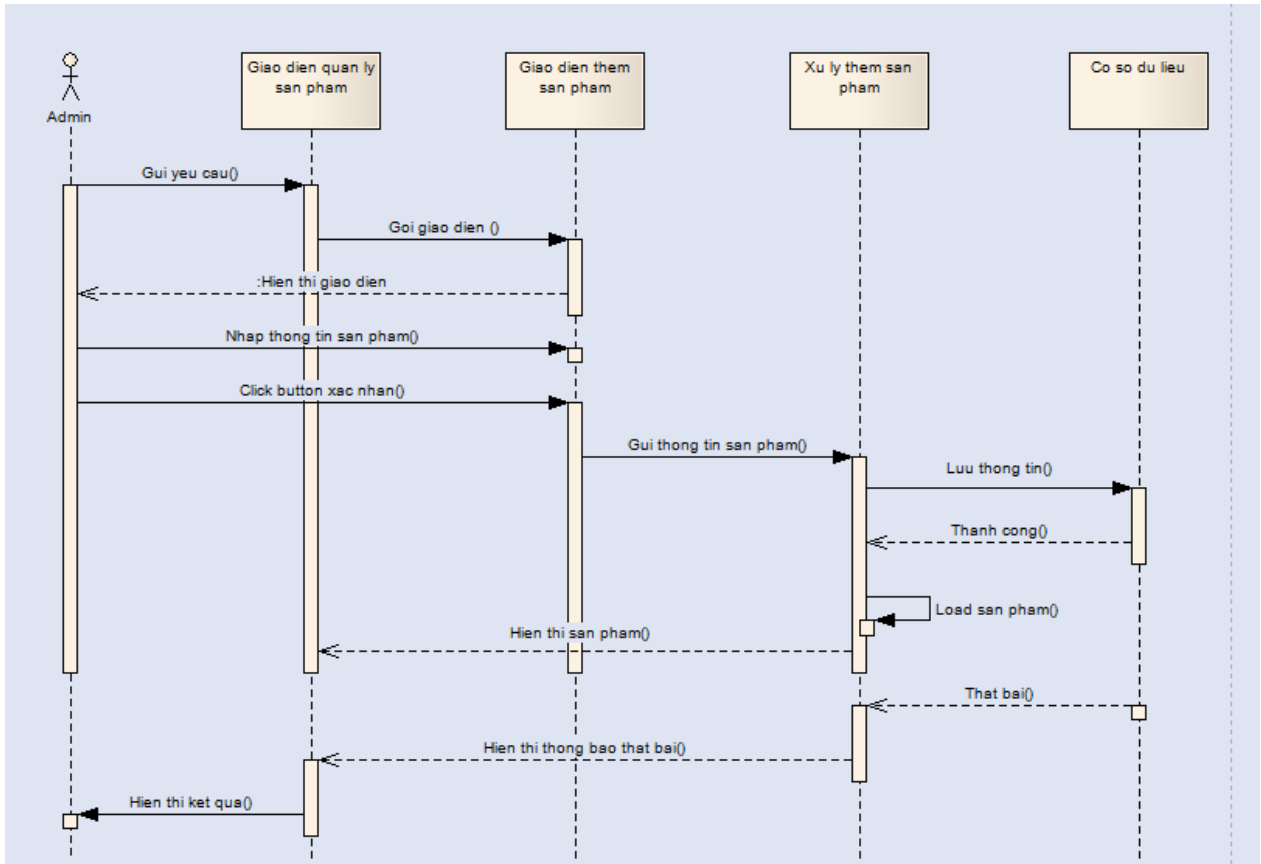 Admin
Giao dien quan ly
san pham
Giao dien them
san pham
Xu ly them san
pham
Co so du lieu
Gui yeu cau()
Goi giao dien ()
:Hien thi giao dien
Nhap thong tin san pham()
Click button xac nhan()
Gui thong tin san pham()
Luu thong tin()
Thanh cong()
Load san pham()
Hien thi san pham()
That bai()
Hien thi thong bao that bai()
Hien thi ket qua()